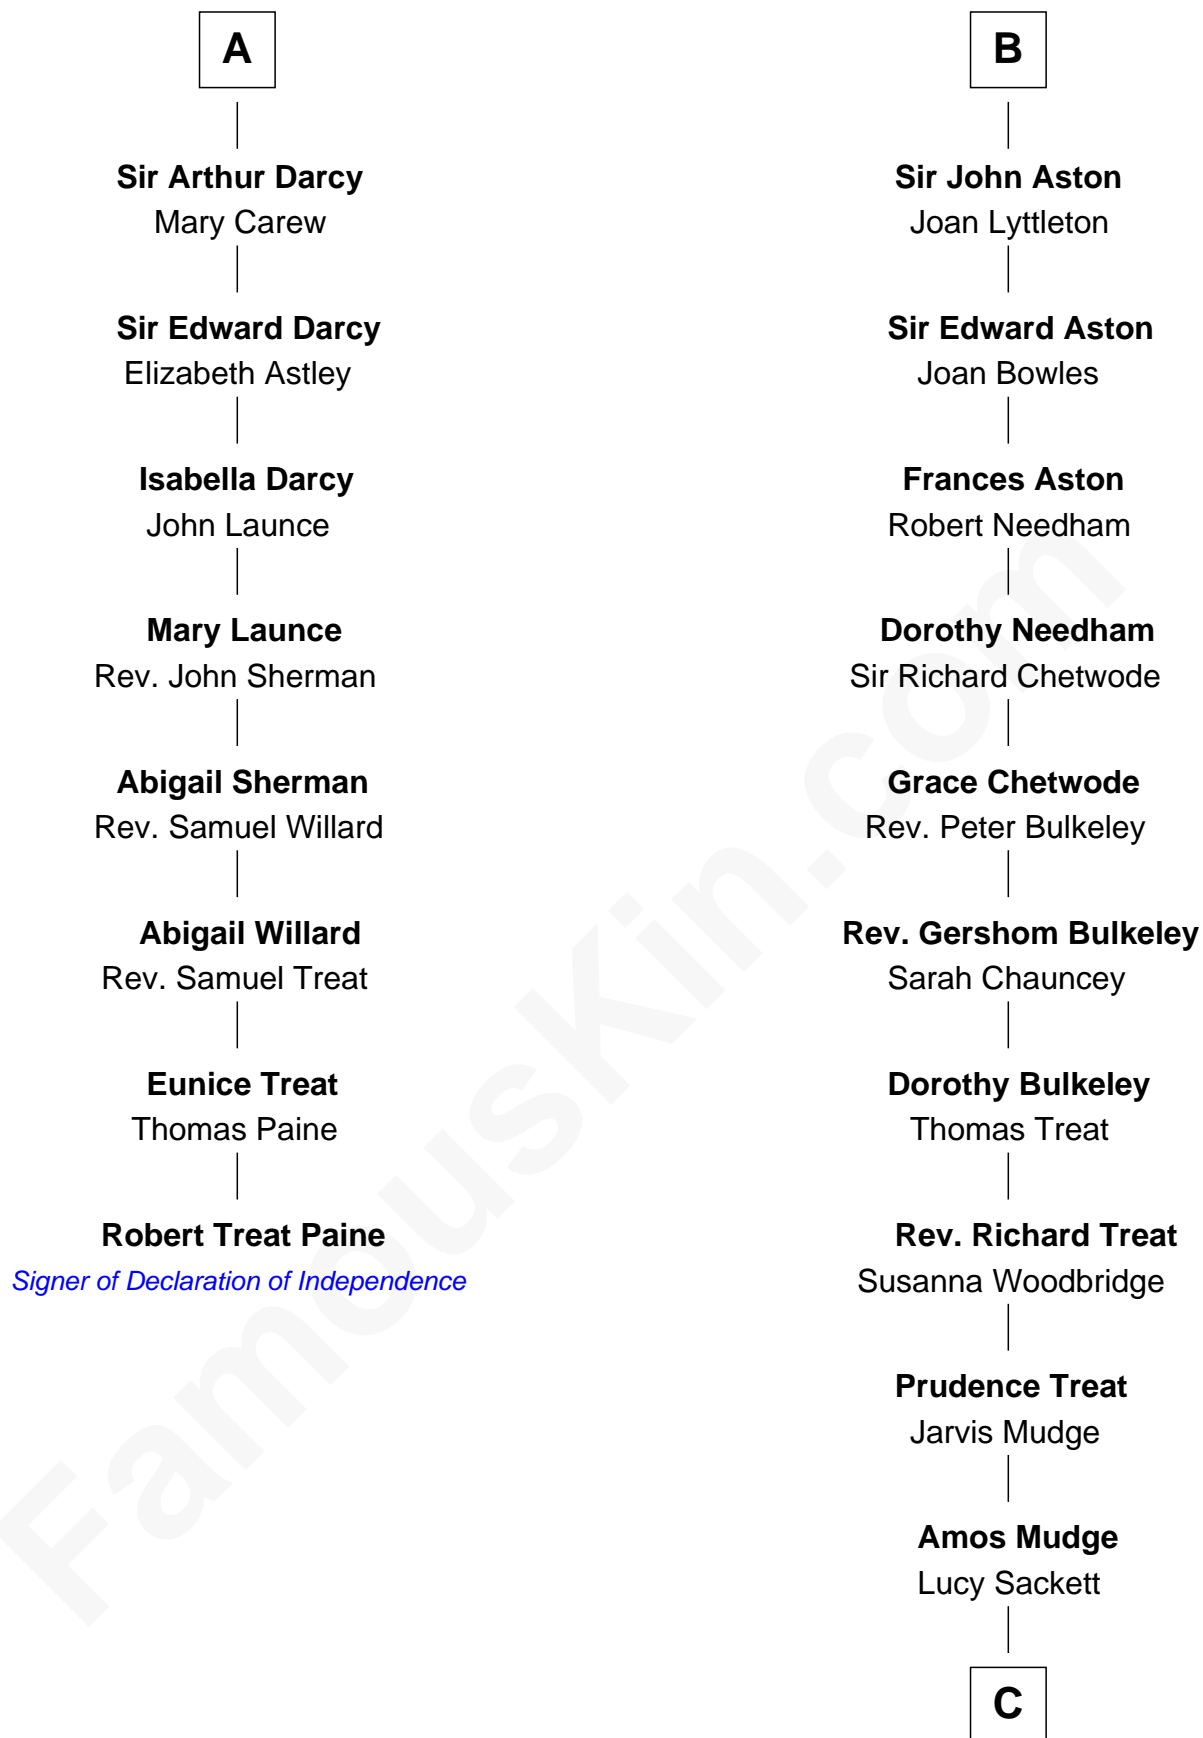 A
Sir Arthur Darcy
Mary Carew
Sir Edward Darcy
Elizabeth Astley
Isabella Darcy
John Launce
Mary Launce
Rev. John Sherman
Abigail Sherman
Rev. Samuel Willard
Abigail Willard
Rev. Samuel Treat
Eunice Treat
Thomas Paine
Robert Treat Paine
Signer of Declaration of Independence
B
Sir John Aston
Joan Lyttleton
Sir Edward Aston
Joan Bowles
Frances Aston
Robert Needham
Dorothy Needham
Sir Richard Chetwode
Grace Chetwode
Rev. Peter Bulkeley
Rev. Gershom Bulkeley
Sarah Chauncey
Dorothy Bulkeley
Thomas Treat
Rev. Richard Treat
Susanna Woodbridge
Prudence Treat
Jarvis Mudge
Amos Mudge
Lucy Sackett
C
FamousKin.com